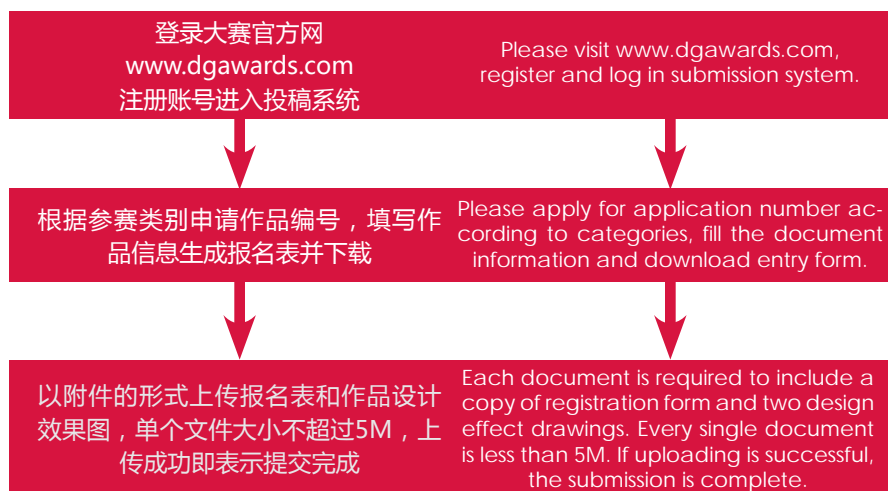 登录大赛官方网
www.dgawards.com
注册账号进入投稿系统
Please visit www.dgawards.com,
register and log in submission system.
根据参赛类别申请作品编号，填写作
品信息生成报名表并下载
Please apply for application number ac-
cording to categories, fill the document
information and download entry form.
以附件的形式上传报名表和作品设计
效果图，单个文件大小不超过5M，上
传成功即表示提交完成
Each document is required to include a
copy of registration form and two design
effect drawings. Every single document
is less than 5M. If uploading is successful,
the submission is complete.